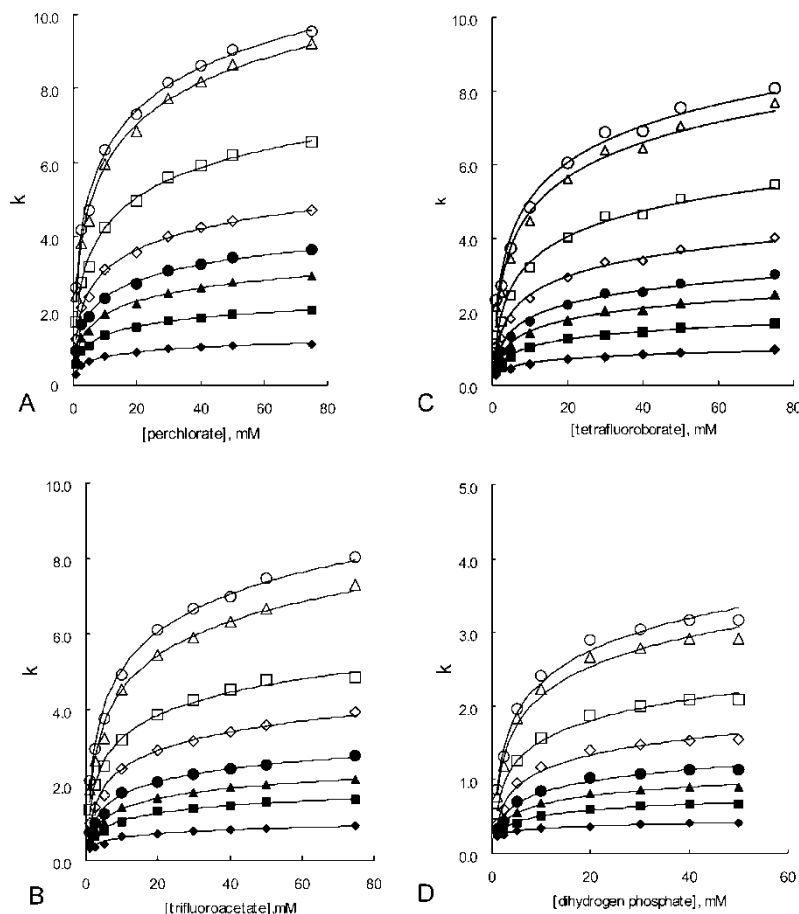 10.0
8.0
6.0
k
4.0
2.0
0
0 20 40 60 80
A
[perchlorate], mM
10.0
8.0
6.0
k
4.0
2.0
0.0
0 20 40 60 80
C
[tetrafluoroborate], mM
10.0
8.0
6.0
k
4.0
2.0
0.0
0 20 40 60 80
B
[trifluoroacetate],mM
5.0
4.0
3.0
k
2.0
1.0
0.0
0 20 40 60
D
[dihydrogen phosphate], mM